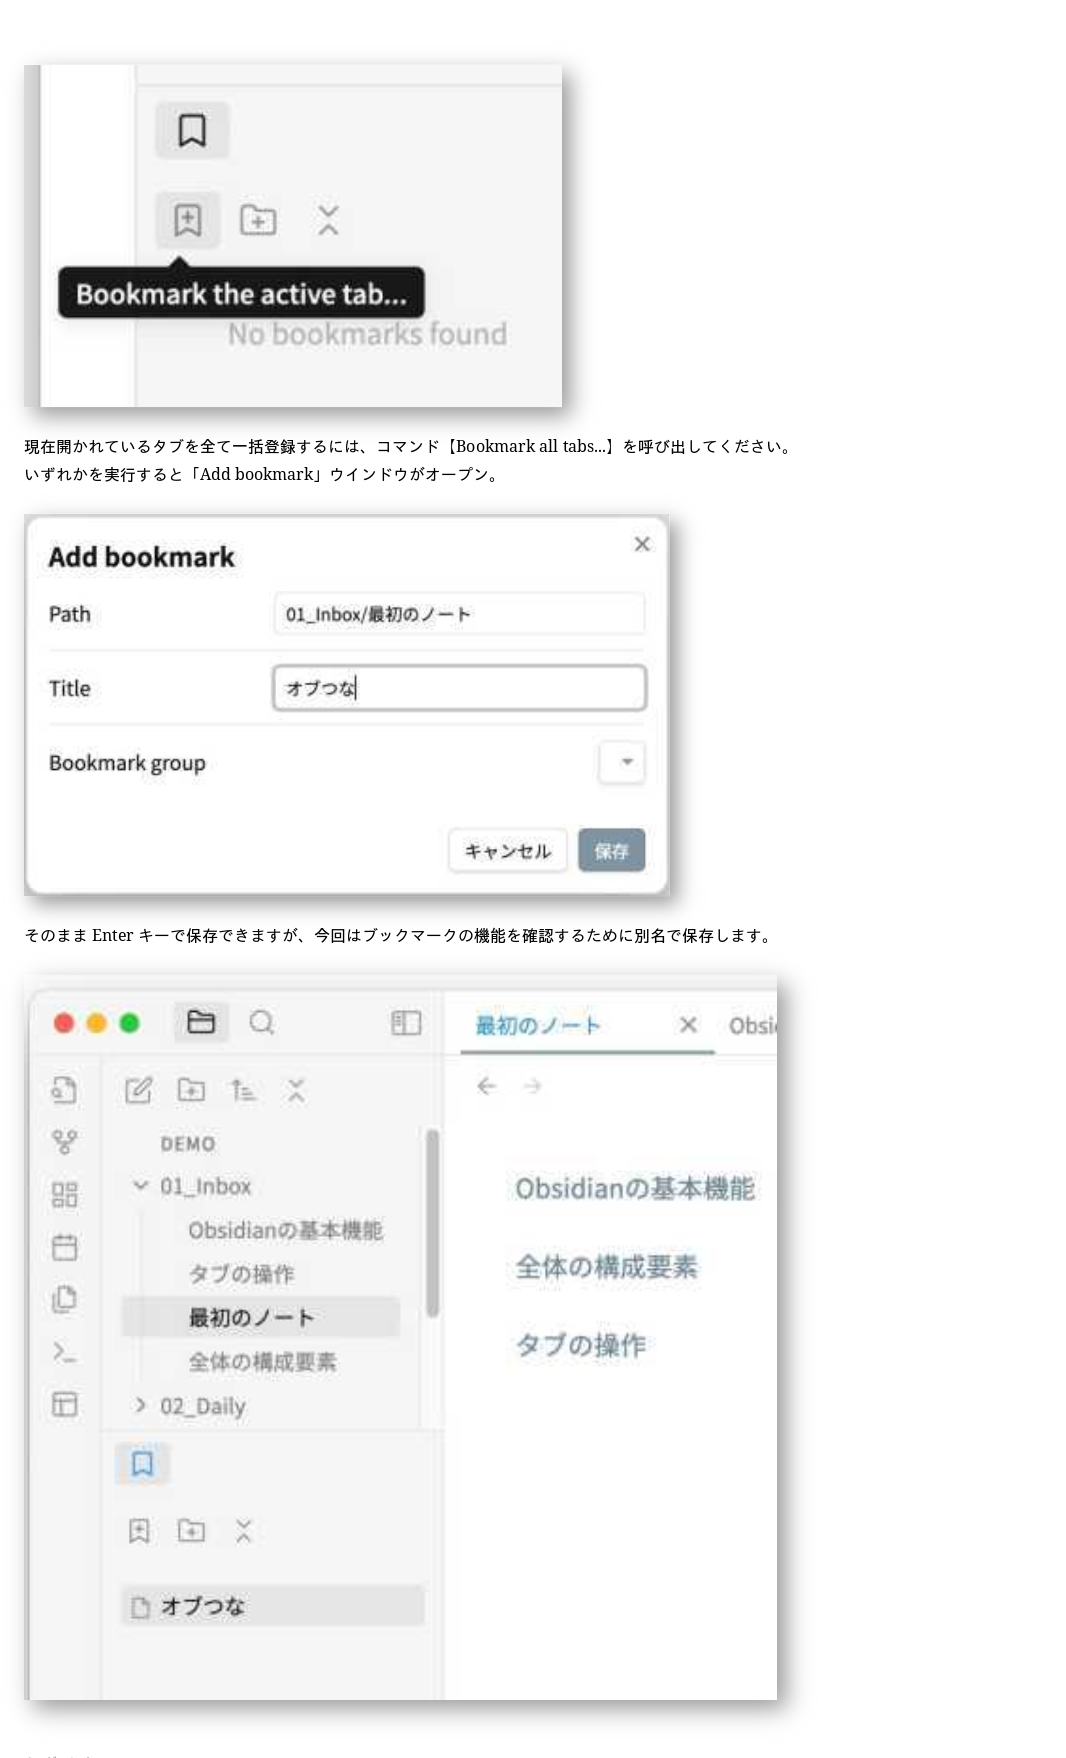 Bookmark the active tab...
No bookmarks found
現在開かれているタブを全て一括登録するには、コマンド【Bookmark all tabs...】を呼び出してください。
いずれかを実行すると「Add bookmark」ウインドウがオープン。
Add bookmark
Path
01_Inbox/最初のノート
Title
オブつな
Bookmark group
キャンセル
保存
そのまま Enter キーで保存できますが、今回はブックマークの機能を確認するために別名で保存します。
最初のノート
Obsi
DEMO
01_Inbox
Obsidianの基本機能
タブの操作
最初のノート
全体の構成要素
02_Daily
Obsidianの基本機能
全体の構成要素
タブの操作
オブつな